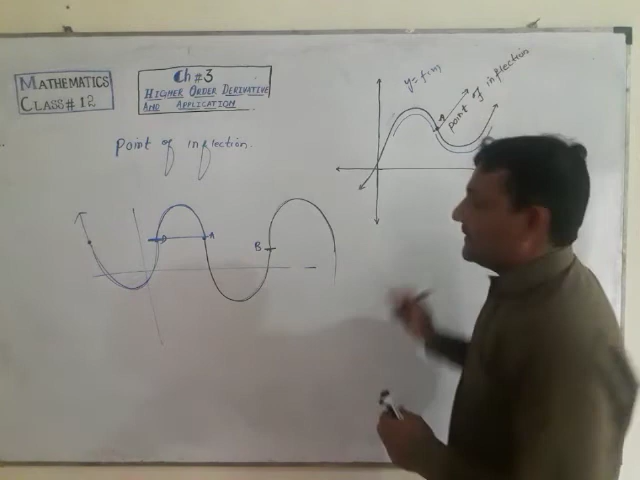 MATHEMATICS
CLASS # 12
Ch # 3
HIGHER ORDER DERIVATIVE
AND APPLICATION
Point of inflection.
y = f(x)
Point of inflection
A
B